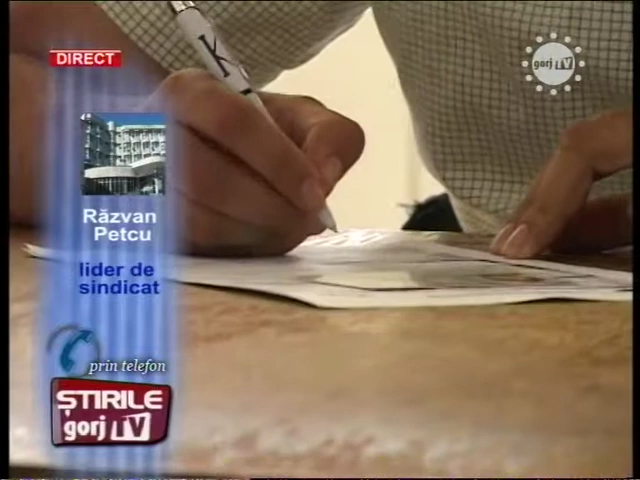 DIRECT
gorj TV
K
Răzvan
Petcu
lider de
sindicat
prin telefon
ȘTIRILE
gorj TV